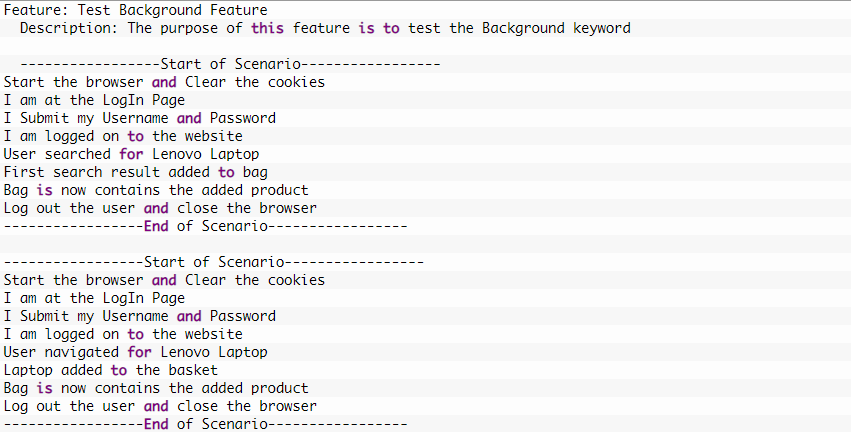 Feature: Test Background Feature
Description: The purpose of this feature is to test the Background keyword
-----------------Start of Scenario-----------------
Start the browser and Clear the cookies
I am at the LogIn Page
I Submit my Username and Password
I am logged on to the website
User searched for Lenovo Laptop
First search result added to bag
Bag is now contains the added product
Log out the user and close the browser
-----------------End of Scenario-----------------
-----------------Start of Scenario-----------------
Start the browser and Clear the cookies
I am at the LogIn Page
I Submit my Username and Password
I am logged on to the website
User navigated for Lenovo Laptop
Laptop added to the basket
Bag is now contains the added product
Log out the user and close the browser
-----------------End of Scenario-----------------